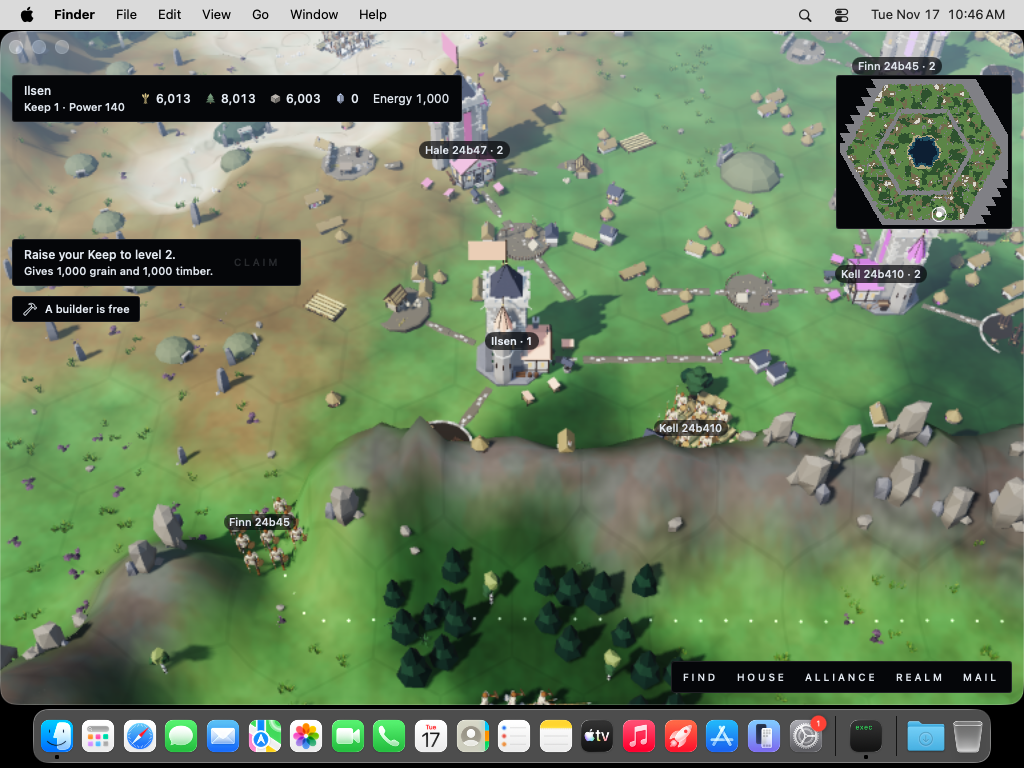 Finder File Edit View Go Window Help Tue Nov 17 10:46 AM
Finn 24b45 · 2
Ilsen
Keep 1 · Power 140
6,013 8,013 6,003 0 Energy 1,000
Hale 24b47 · 2
Raise your Keep to level 2.
Gives 1,000 grain and 1,000 timber.
CLAIM
Kell 24b410 · 2
A builder is free
Ilsen · 1
Kell 24b410
Finn 24b45
FIND HOUSE ALLIANCE REALM MAIL
Tue
17
tv
1
exec